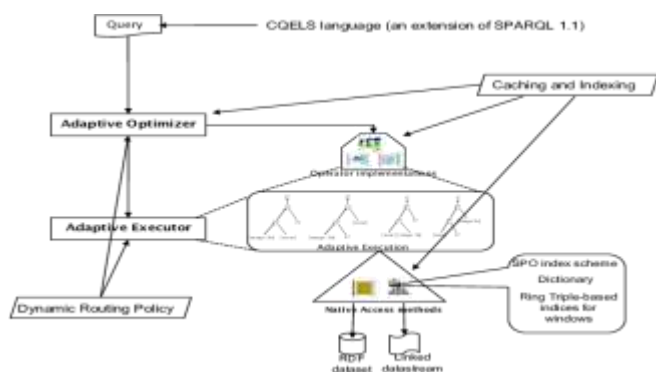 Query
CQELS language (an extension of SPARQL 1.1)
Caching and Indexing
Adaptive Optimizer
Operator Implementations
Adaptive Executor
Adaptive Execution
SPO index scheme
Dictionary
Ring Triple-based
indices for
windows
Dynamic Routing Policy
Native Access methods
RDF
dataset
Linked
datastream